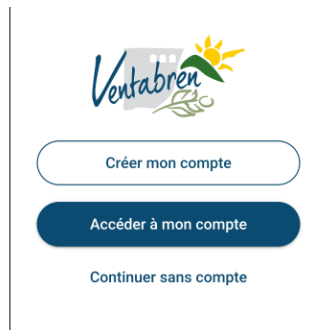 Ventabren
Créer mon compte
Accéder à mon compte
Continuer sans compte